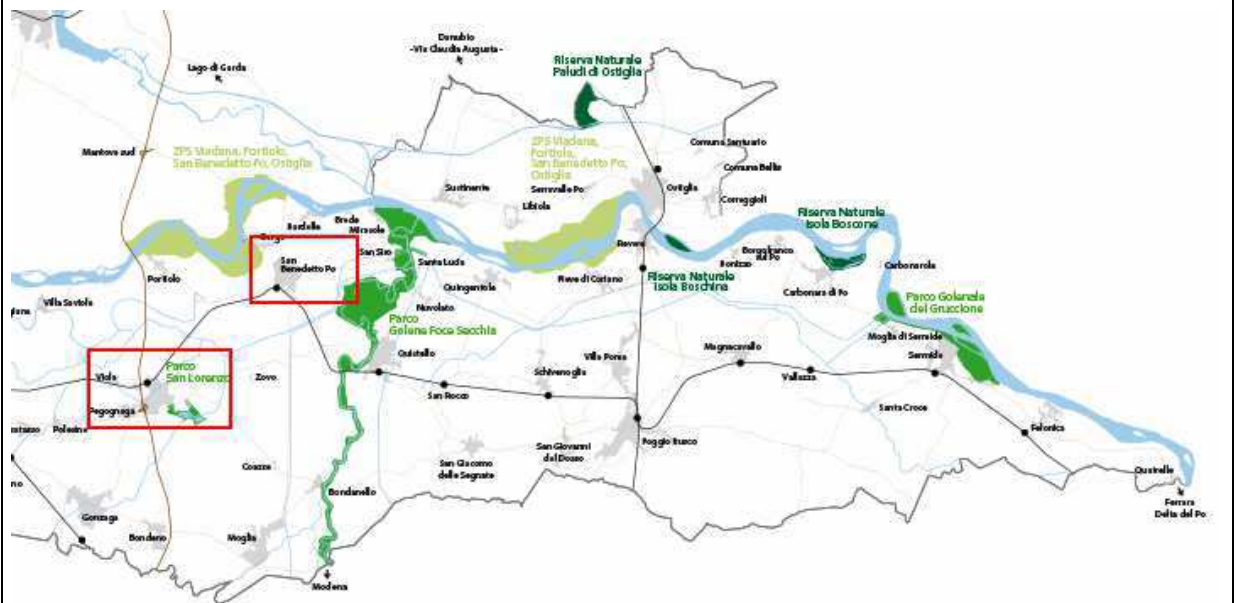 Danubio
-Via Claudia Augusta-
Lago di Garda
Riserva Naturale
Paludi di Ostiglia
Mantova sud
ZPS Viadana, Portiolo,
San Benedetto Po, Ostiglia
ZPS Viadana,
Portiolo,
San Benedetto Po,
Ostiglia
Comuna Santuario
Comuna Bellis
Correggioli
Sustinente
Serravalle Po
Libiola
Ostiglia
Riserva Naturale
Isola Boscone
Brede
Mirasole
San Siro
San
Benedetto Po
Santa Lucia
Revere
Borgofranco
sul Po
Bonizzo
Carbonarola
Portiolo
Quingentole
Pieve di Coriano
Riserva Naturale
Isola Boschina
Carbonara di Po
Villa Saviola
Nuvolato
Parco
Golena Foce Secchia
Parco Golenale
del Gruccione
Moglia di Sermide
Sermide
Quistello
Villa Poma
Magnacavallo
Schivenoglia
Vallazza
Parco
San Lorenzo
Zovo
San Rocco
Pegognaga
Polesine
Santa Croce
Felonica
San Giovanni
del Dosso
Poggio Rusco
Coazze
San Giacomo
delle Segnate
Quatrelle
Bondanello
Gonzaga
Bondeno
Moglia
Ferrara
Delta del Po
Modena